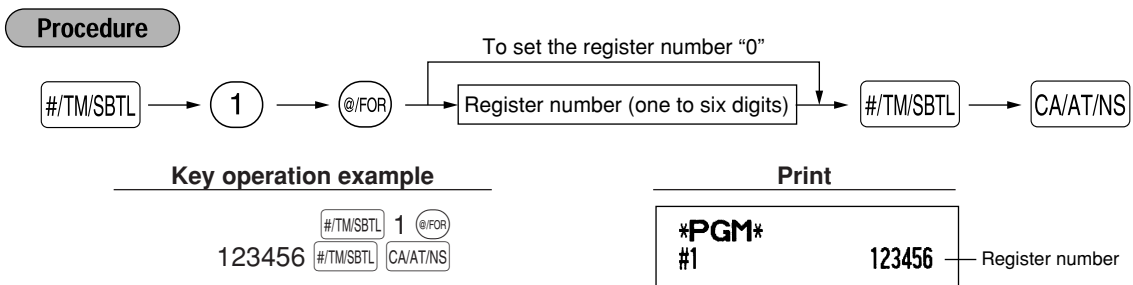 Procedure
To set the register number “0”
#/TM/SBTL 1 @/FOR Register number (one to six digits) #/TM/SBTL CA/AT/NS
Key operation example
#/TM/SBTL 1 @/FOR
123456 #/TM/SBTL CA/AT/NS
Print
*PGM*
#1 123456 Register number